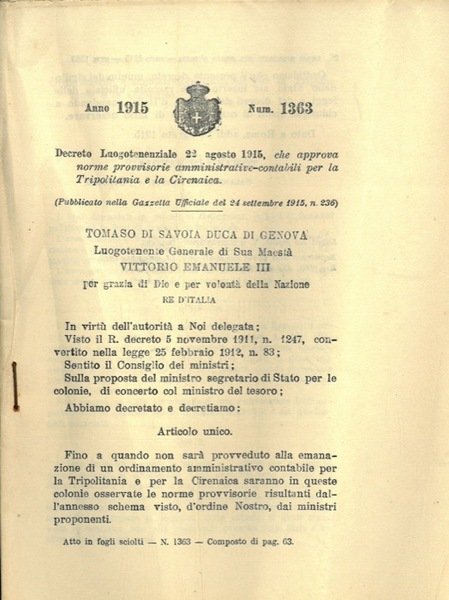 Anno 1915 Num. 1363
Decreto Luogotenenziale 22 agosto 1915, che approva
norme provvisorie amministrative-contabili per la
Tripolitania e la Cirenaica.
(Pubblicato nella Gazzetta Ufficiale del 24 settembre 1915, n. 236)
TOMASO DI SAVOIA DUCA DI GENOVA
Luogotenente Generale di Sua Maestà
VITTORIO EMANUELE III
per grazia di Dio e per volontà della Nazione
RE D'ITALIA
In virtù dell'autorità a Noi delegata;
Visto il R. decreto 5 novembre 1911, n. 1247, con-
vertito nella legge 25 febbraio 1912, n. 83;
Sentito il Consiglio dei ministri;
Sulla proposta del ministro segretario di Stato per le
colonie, di concerto col ministro del tesoro;
Abbiamo decretato e decretiamo:
Articolo unico.
Fino a quando non sarà provveduto alla emana-
zione di un ordinamento amministrativo contabile per
la Tripolitania e per la Cirenaica saranno in queste
colonie osservate le norme provvisorie risultanti dal-
l'annesso schema visto, d'ordine Nostro, dai ministri
proponenti.
Atto in fogli sciolti — N. 1363 — Composto di pag. 63.